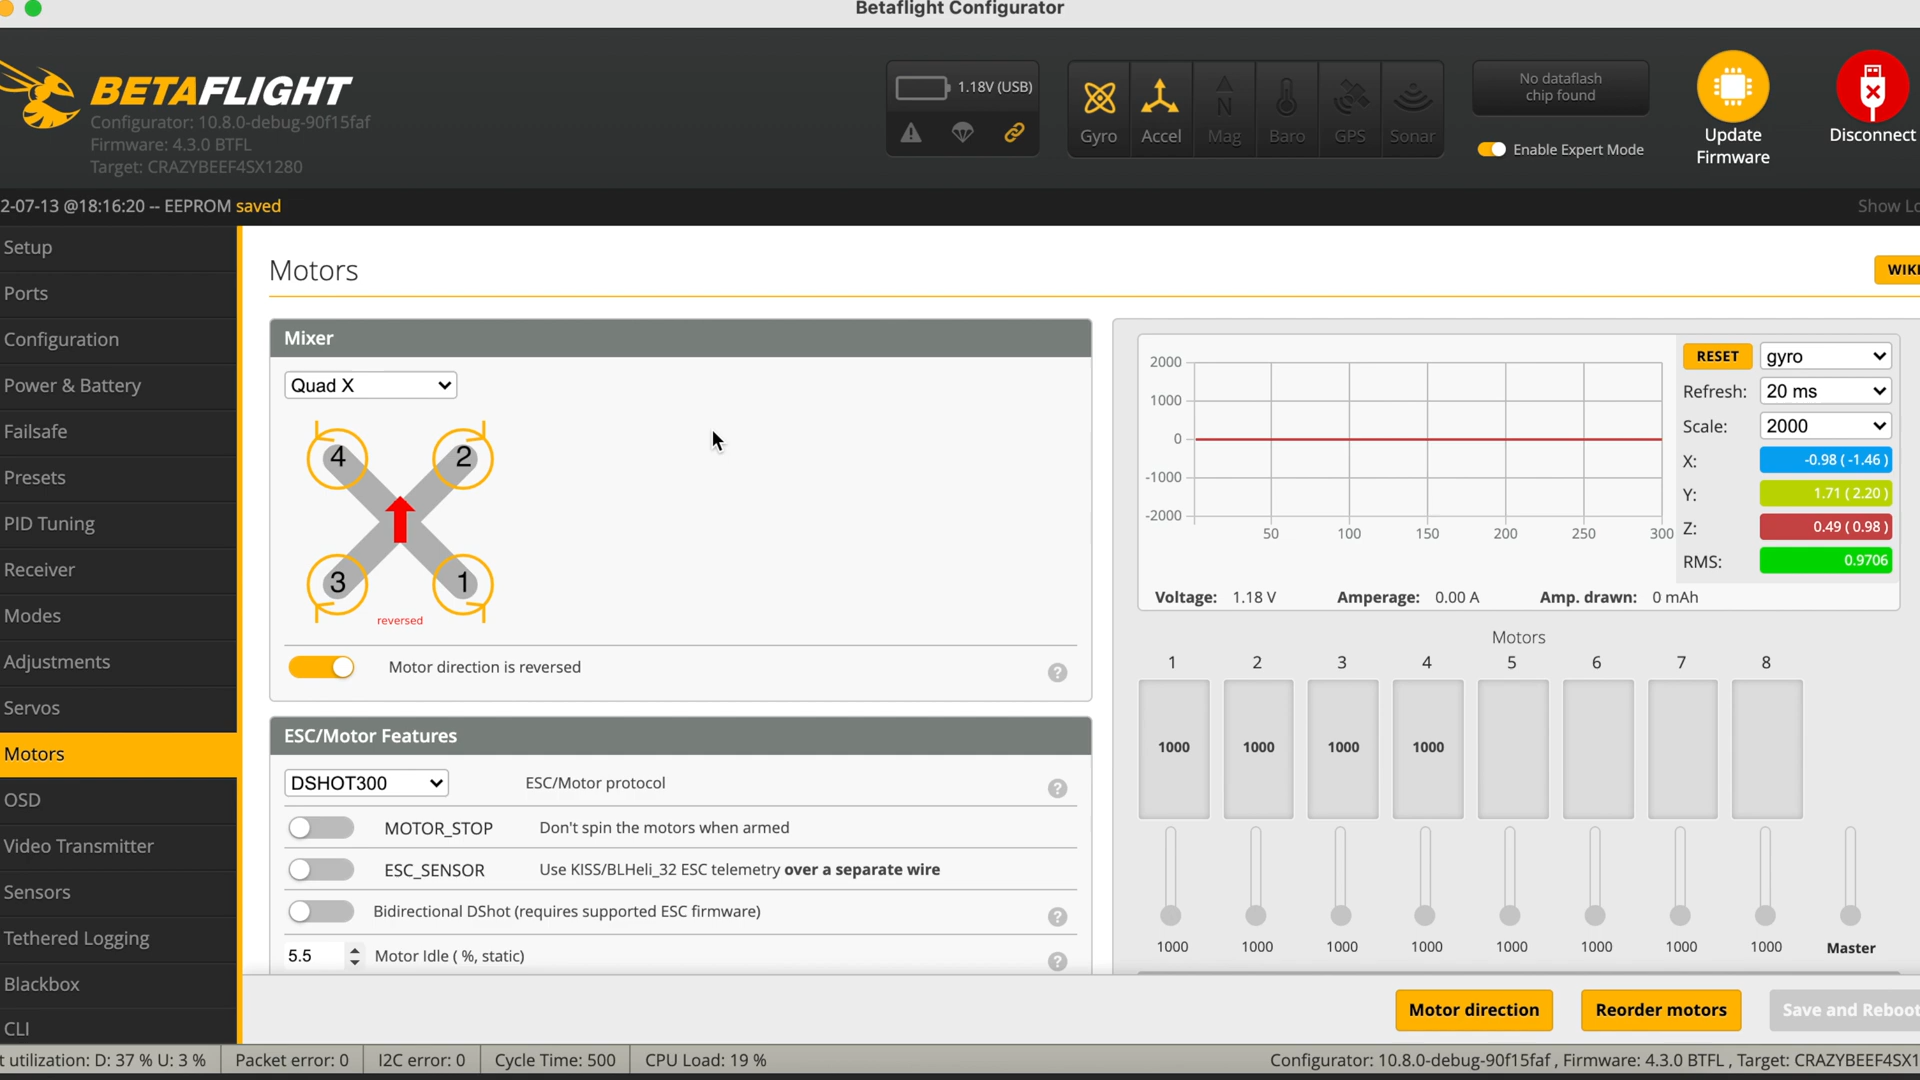 Betaflight Configurator
BETAFLIGHT
Configurator: 10.8.0-debug-90f15faf
Firmware: 4.3.0 BTFL
Target: CRAZYBEEF4SX1280
1.18V (USB)
Gyro
Accel
Mag
Baro
GPS
Sonar
No dataflash
chip found
Enable Expert Mode
Update
Firmware
Disconnect
2-07-13 @18:16:20 -- EEPROM saved
Show Lo
Setup
Ports
Configuration
Power & Battery
Failsafe
Presets
PID Tuning
Receiver
Modes
Adjustments
Servos
Motors
OSD
Video Transmitter
Sensors
Tethered Logging
Blackbox
CLI
Motors
WIKI
Mixer
Quad X
4 2
3 1
reversed
Motor direction is reversed ?
ESC/Motor Features
DSHOT300 ESC/Motor protocol ?
MOTOR_STOP Don't spin the motors when armed
ESC_SENSOR Use KISS/BLHeli_32 ESC telemetry over a separate wire
Bidirectional DShot (requires supported ESC firmware) ?
5.5 Motor Idle ( %, static) ?
2000
1000
0
-1000
-2000
50 100 150 200 250 300
RESET gyro
Refresh: 20 ms
Scale: 2000
X: -0.98 ( -1.46 )
Y: 1.71 ( 2.20 )
Z: 0.49 ( 0.98 )
RMS: 0.9706
Voltage: 1.18 V Amperage: 0.00 A Amp. drawn: 0 mAh
Motors
1 2 3 4 5 6 7 8
1000 1000 1000 1000
1000 1000 1000 1000 1000 1000 1000 1000 Master
Motor direction Reorder motors Save and Reboot
t utilization: D: 37 % U: 3 % Packet error: 0 I2C error: 0 Cycle Time: 500 CPU Load: 19 % Configurator: 10.8.0-debug-90f15faf , Firmware: 4.3.0 BTFL , Target: CRAZYBEEF4SX1